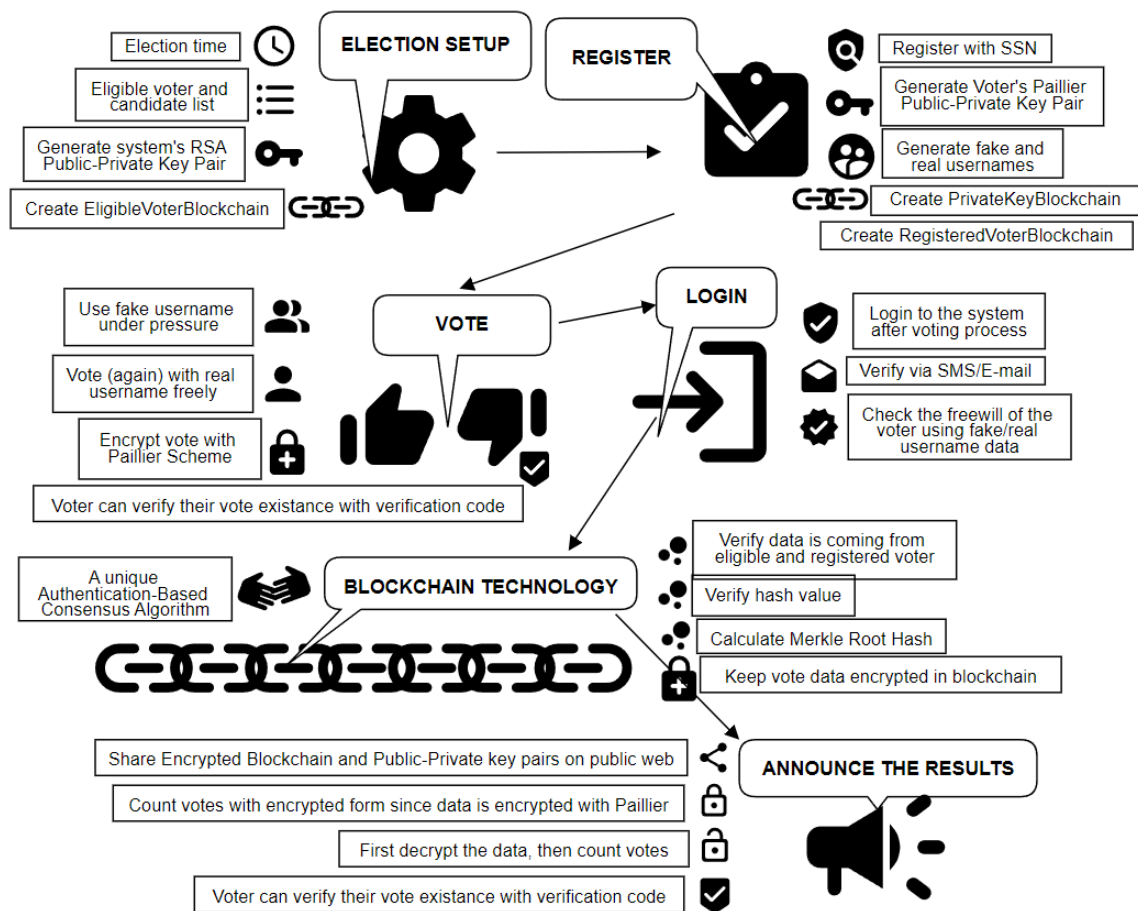 ELECTION SETUP
Election time
Eligible voter and
candidate list
Generate system's RSA
Public-Private Key Pair
Create EligibleVoterBlockchain
REGISTER
Register with SSN
Generate Voter's Paillier
Public-Private Key Pair
Generate fake and
real usernames
Create PrivateKeyBlockchain
Create RegisteredVoterBlockchain
VOTE
Use fake username
under pressure
Vote (again) with real
username freely
Encrypt vote with
Paillier Scheme
Voter can verify their vote existance with verification code
LOGIN
Login to the system
after voting process
Verify via SMS/E-mail
Check the freewill of the
voter using fake/real
username data
BLOCKCHAIN TECHNOLOGY
A unique
Authentication-Based
Consensus Algorithm
Verify data is coming from
eligible and registered voter
Verify hash value
Calculate Merkle Root Hash
Keep vote data encrypted in blockchain
ANNOUNCE THE RESULTS
Share Encrypted Blockchain and Public-Private key pairs on public web
Count votes with encrypted form since data is encrypted with Paillier
First decrypt the data, then count votes
Voter can verify their vote existance with verification code